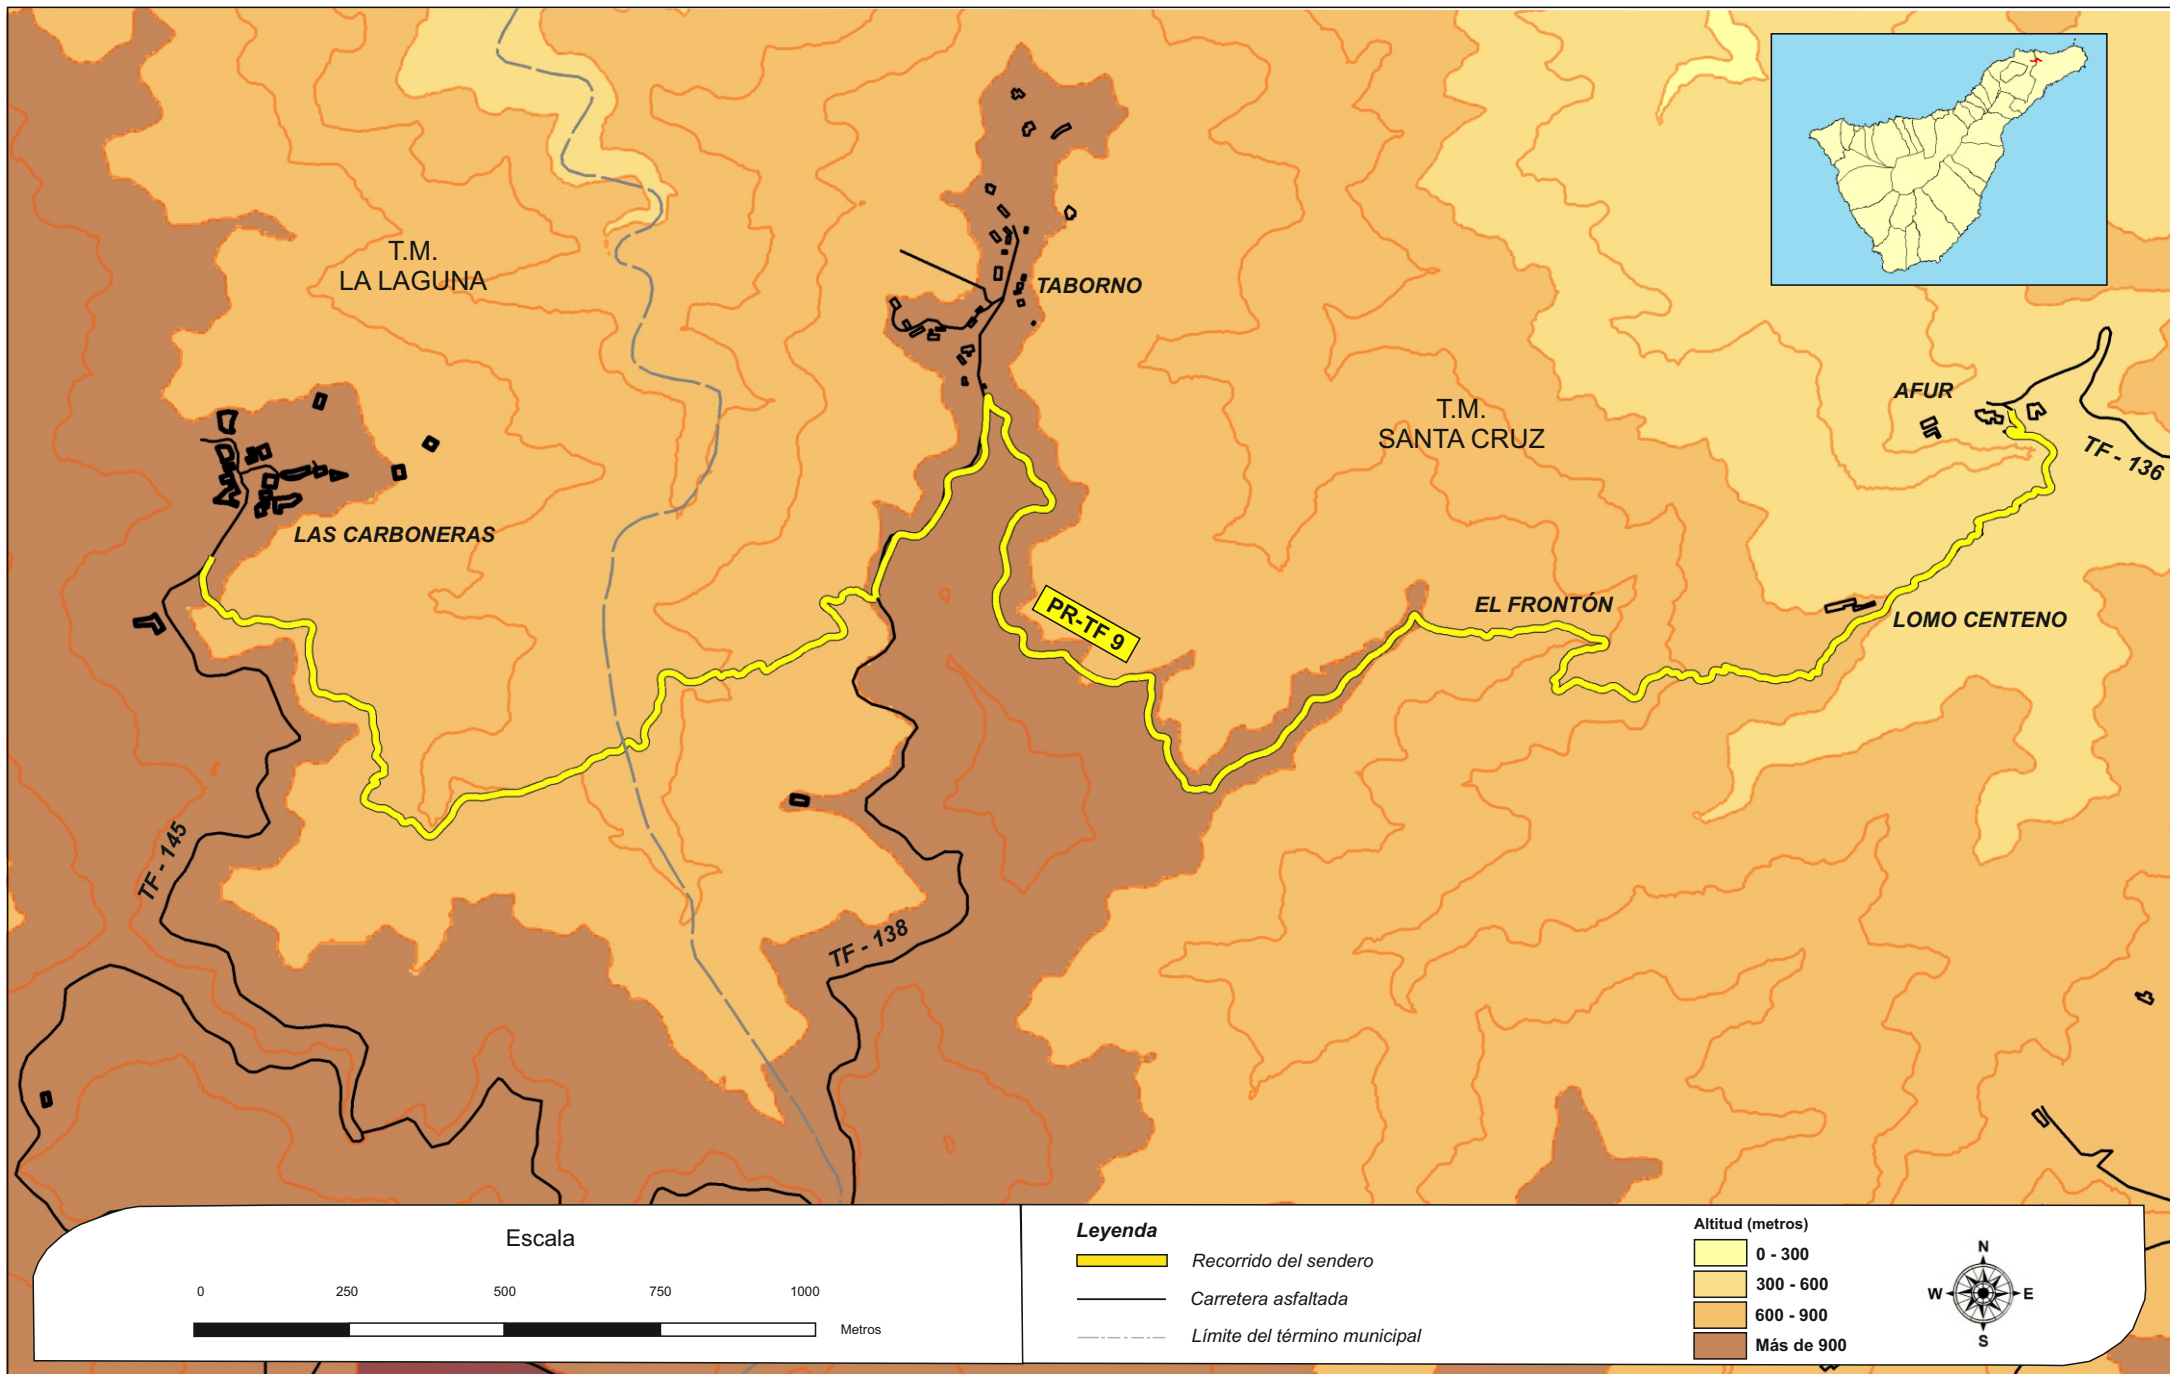 T.M.
LA LAGUNA
TABORNO
T.M.
SANTA CRUZ
AFUR
TF - 136
LAS CARBONERAS
PR-TF 9
EL FRONTÓN
LOMO CENTENO
TF - 145
TF - 138
Escala
0 250 500 750 1000
Metros
Leyenda
Recorrido del sendero
Carretera asfaltada
Límite del término municipal
Altitud (metros)
0 - 300
300 - 600
600 - 900
Más de 900
N
W E
S